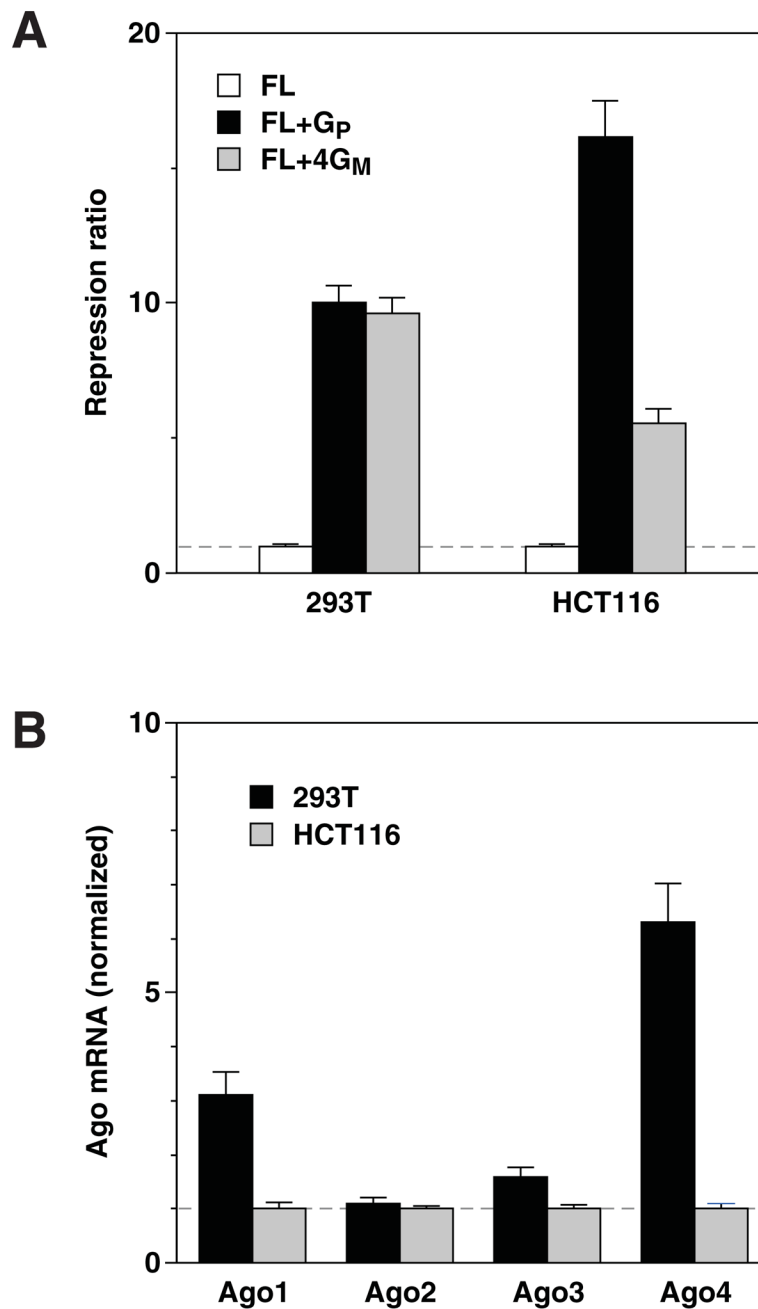 A
20
FL
FL+GP
FL+4GM
Repression ratio
10
0
293T HCT116
B
10
293T
HCT116
Ago mRNA (normalized)
5
0
Ago1 Ago2 Ago3 Ago4